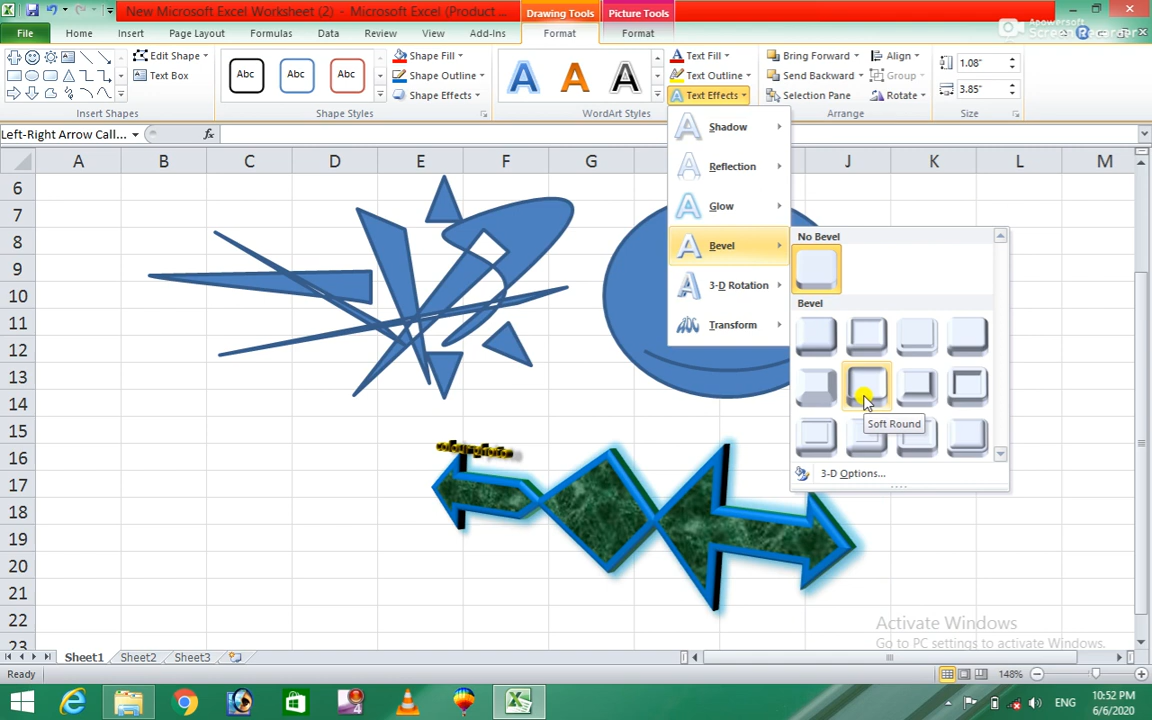 New Microsoft Excel Worksheet (2) - Microsoft Excel (Product ...
Drawing Tools
Picture Tools
File
Home
Insert
Page Layout
Formulas
Data
Review
View
Add-Ins
Format
Format
Apowersoft
Screen Recorder
Edit Shape
Text Box
Insert Shapes
Abc
Abc
Abc
Shape Fill
Shape Outline
Shape Effects
Shape Styles
A
A
A
Text Fill
Text Outline
Text Effects
WordArt Styles
Bring Forward
Send Backward
Selection Pane
Align
Group
Rotate
Arrange
1.08"
3.85"
Size
Left-Right Arrow Call...
fx
A B C D E F G J K L M
6
7
8
9
10
11
12
13
14
15
16
17
18
19
20
21
22
23
Shadow
Reflection
Glow
Bevel
3-D Rotation
Transform
No Bevel
Bevel
Soft Round
3-D Options...
colour photo
Activate Windows
Go to PC settings to activate Windows.
Sheet1
Sheet2
Sheet3
Ready
148%
ENG
10:52 PM
6/6/2020